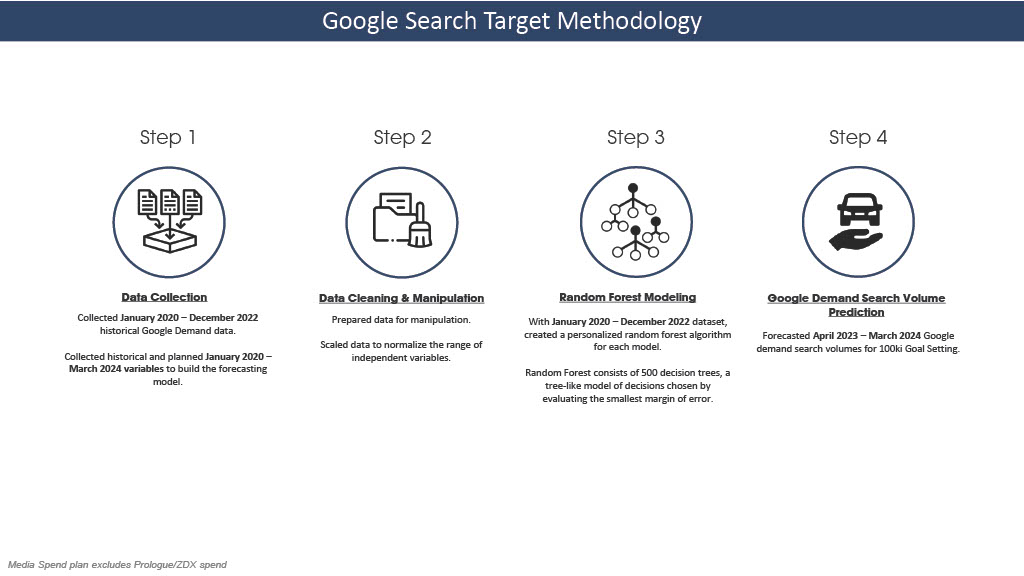 Google Search Target Methodology
Step 1
Data Collection
Collected January 2020 – December 2022
historical Google Demand data.
Collected historical and planned January 2020 –
March 2024 variables to build the forecasting
model.
Step 2
Data Cleaning & Manipulation
Prepared data for manipulation.
Scaled data to normalize the range of
independent variables.
Step 3
Random Forest Modeling
With January 2020 – December 2022 dataset,
created a personalized random forest algorithm
for each model.
Random Forest consists of 500 decision trees, a
tree-like model of decisions chosen by
evaluating the smallest margin of error.
Step 4
Google Demand Search Volume
Prediction
Forecasted April 2023 – March 2024 Google
demand search volumes for 100ki Goal Setting.
Media Spend plan excludes Prologue/ZDX spend